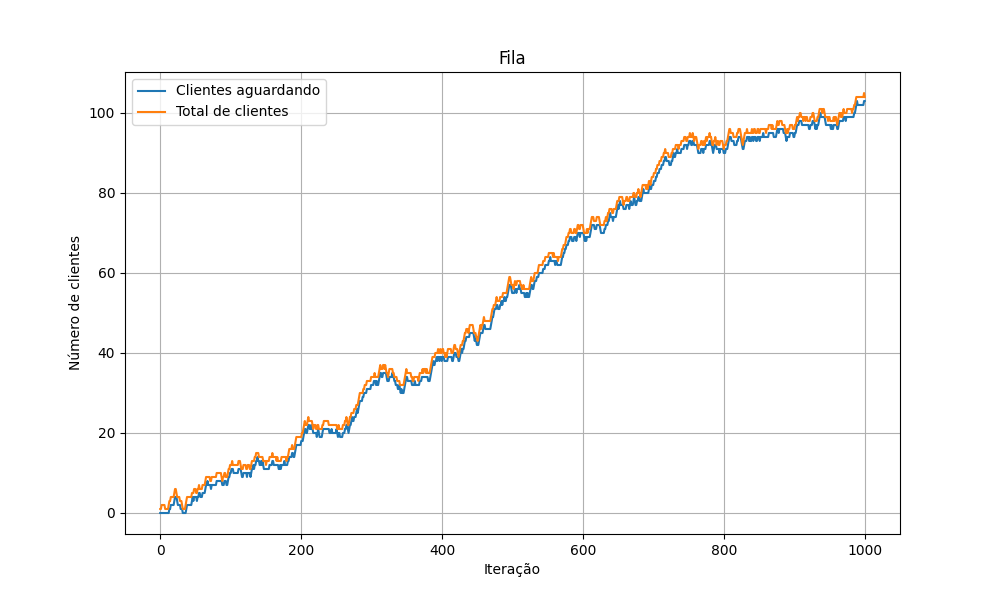 Fila
Clientes aguardando
Total de clientes
Número de clientes
100
80
60
40
20
0
0 200 400 600 800 1000
Iteração